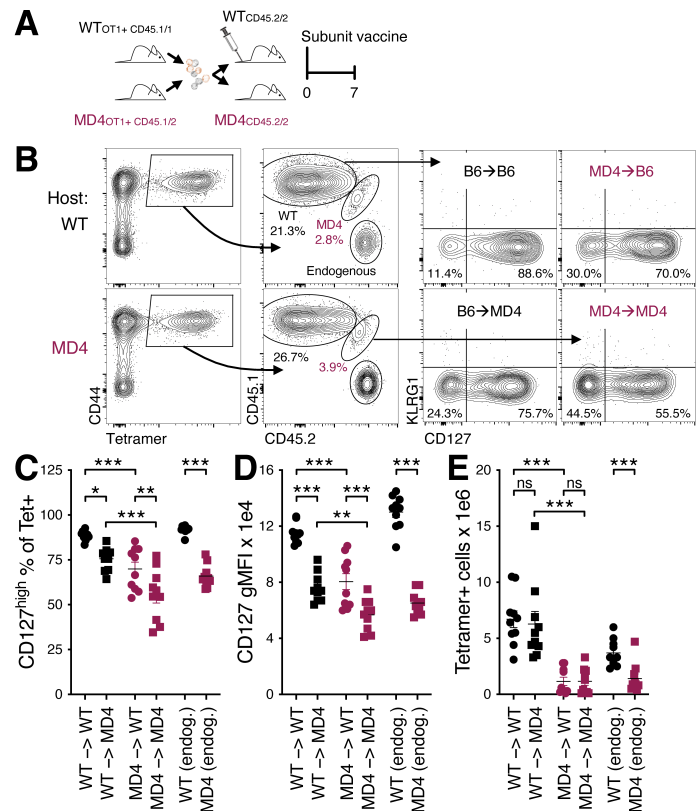 A
WTOT1+ CD45.1/1
WTCD45.2/2
Subunit vaccine
0 7
MD4OT1+ CD45.1/2
MD4CD45.2/2
B
Host:
WT
MD4
WT
21.3%
MD4
2.8%
Endogenous
B6→B6
MD4→B6
11.4% 88.6%
30.0% 70.0%
26.7%
3.9%
B6→MD4
MD4→MD4
24.3% 75.7%
44.5% 55.5%
CD44
Tetramer
CD45.1
CD45.2
KLRG1
CD127
C
CD127high % of Tet+
125
100
75
50
25
0
*** ***
* **
***
WT –> WT
WT –> MD4
MD4 –> WT
MD4 –> MD4
WT (endog.)
MD4 (endog.)
D
CD127 gMFI x 1e4
16
12
8
4
0
*** ***
*** ***
**
WT –> WT
WT –> MD4
MD4 –> WT
MD4 –> MD4
WT (endog.)
MD4 (endog.)
E
Tetramer+ cells x 1e6
20
15
10
5
0
*** ***
ns ns
***
WT –> WT
WT –> MD4
MD4 –> WT
MD4 –> MD4
WT (endog.)
MD4 (endog.)